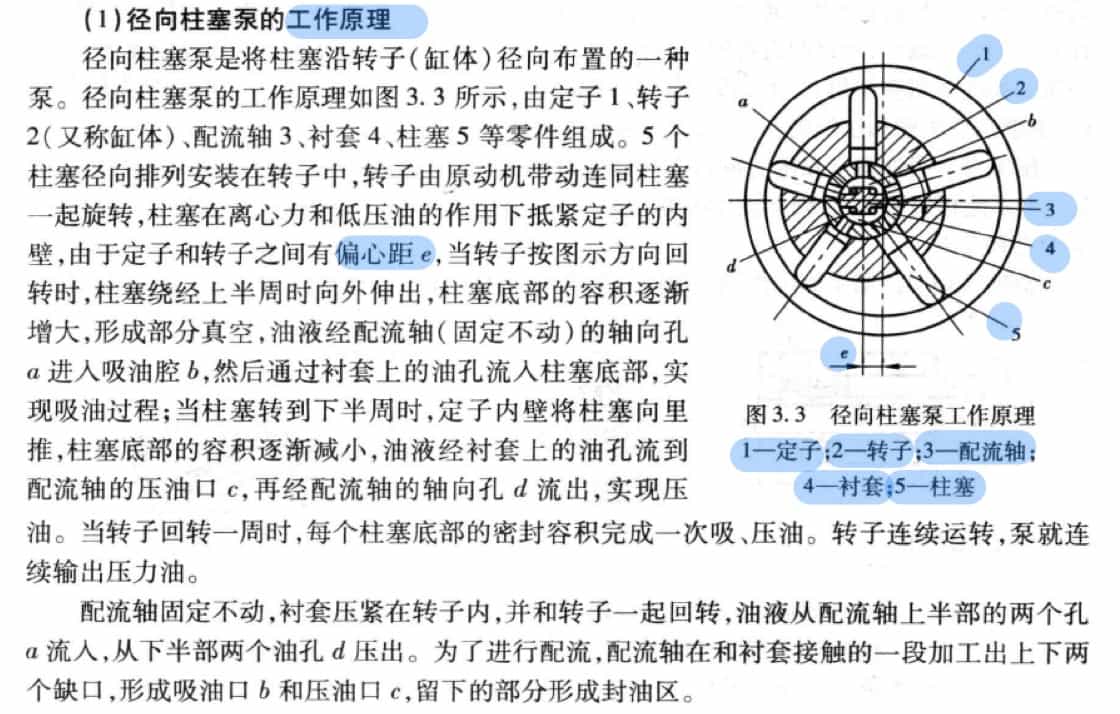 (1)径向柱塞泵的工作原理
径向柱塞泵是将柱塞沿转子(缸体)径向布置的一种
泵。径向柱塞泵的工作原理如图3.3所示,由定子1、转子
2(又称缸体)、配流轴3、衬套4、柱塞5等零件组成。5个
柱塞径向排列安装在转子中,转子由原动机带动连同柱塞
一起旋转,柱塞在离心力和低压油的作用下抵紧定子的内
壁,由于定子和转子之间有偏心距e,当转子按图示方向回
转时,柱塞绕经上半周时向外伸出,柱塞底部的容积逐渐
增大,形成部分真空,油液经配流轴(固定不动)的轴向孔
a进入吸油腔b,然后通过衬套上的油孔流入柱塞底部,实
现吸油过程;当柱塞转到下半周时,定子内壁将柱塞向里
推,柱塞底部的容积逐渐减小,油液经衬套上的油孔流到
配流轴的压油口c,再经配流轴的轴向孔d流出,实现压
油。当转子回转一周时,每个柱塞底部的密封容积完成一次吸、压油。转子连续运转,泵就连
续输出压力油。
配流轴固定不动,衬套压紧在转子内,并和转子一起回转,油液从配流轴上半部的两个孔
a流入,从下半部两个油孔d压出。为了进行配流,配流轴在和衬套接触的一段加工出上下两
个缺口,形成吸油口b和压油口c,留下的部分形成封油区。
1
2
a
b
3
4
d
c
5
e
图3.3 径向柱塞泵工作原理
1—定子;2—转子;3—配流轴;
4—衬套;5—柱塞